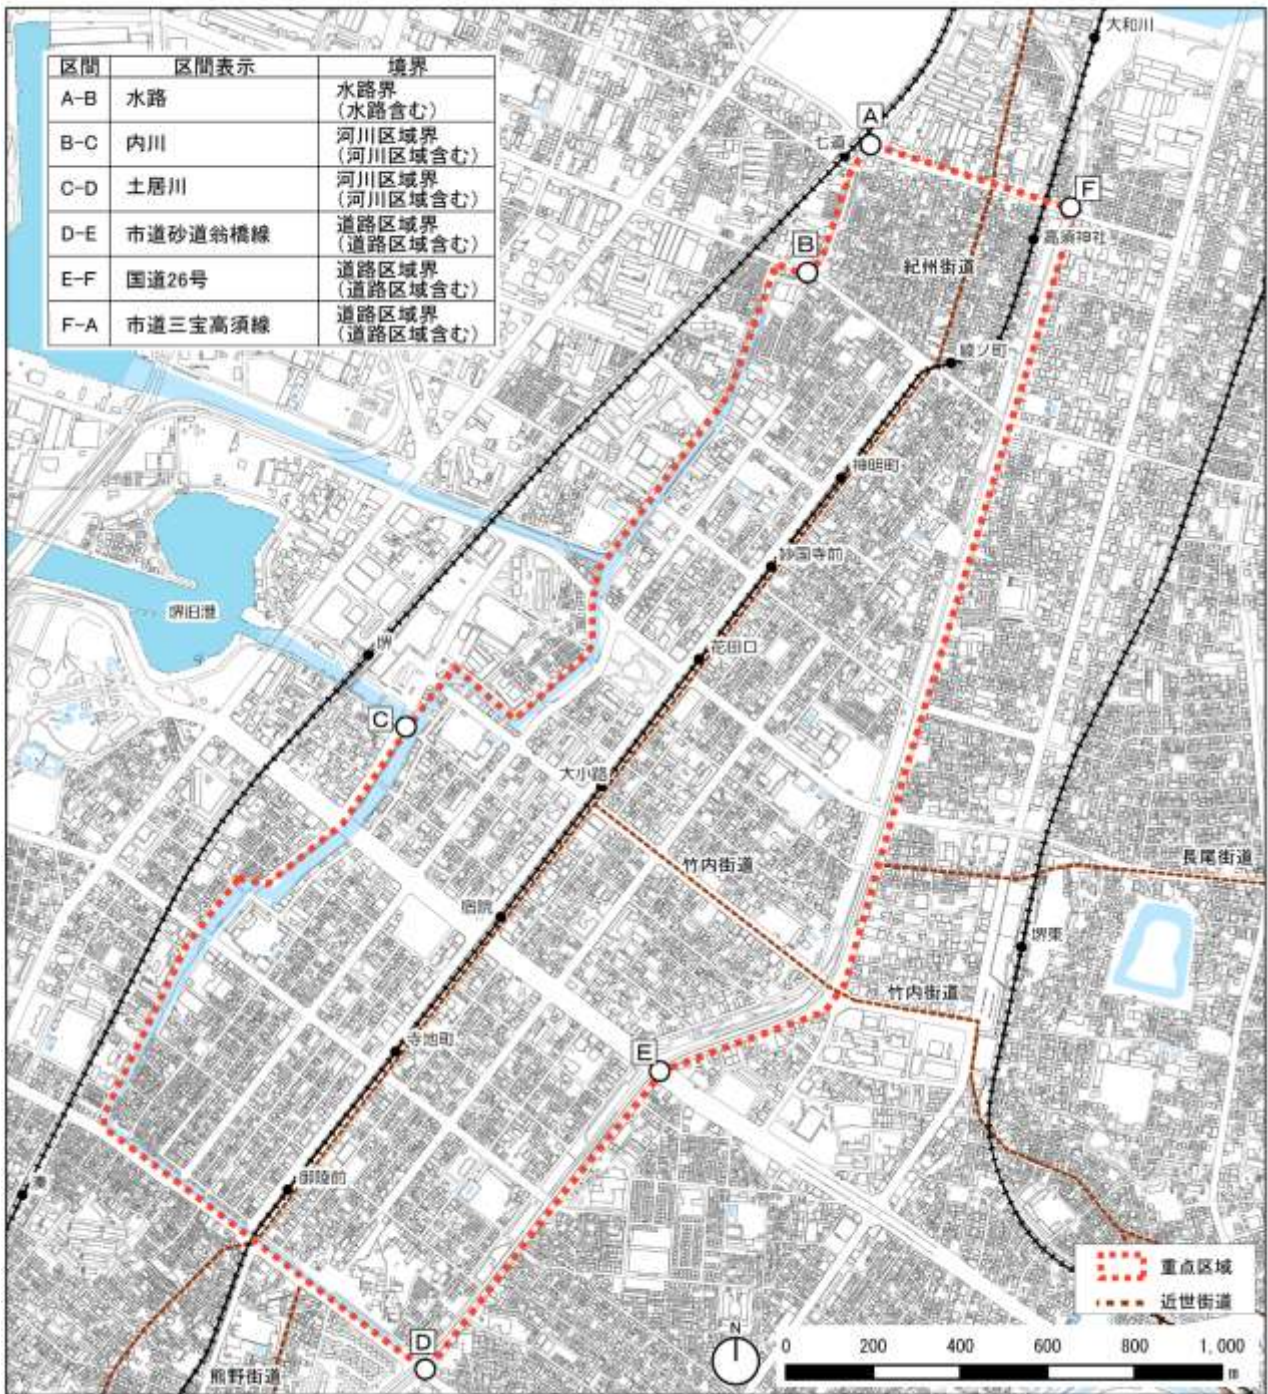 区間 区間表示 境界
A-B 水路 水路界
(水路含む)
B-C 内川 河川区域界
(河川区域含む)
C-D 土居川 河川区域界
(河川区域含む)
D-E 市道砂道翁橋線 道路区域界
(道路区域含む)
E-F 国道26号 道路区域界
(道路区域含む)
F-A 市道三宝高須線 道路区域界
(道路区域含む)
大和川
A
七道
F
高須神社
B
紀州街道
綾ノ町
神明町
妙国寺前
堺旧港
堺
花田口
C
大小路
竹内街道
長尾街道
宿院
堺東
竹内街道
寺地町
E
御陵前
湊
重点区域
近世街道
D
熊野街道
N
0 200 400 600 800 1,000
m